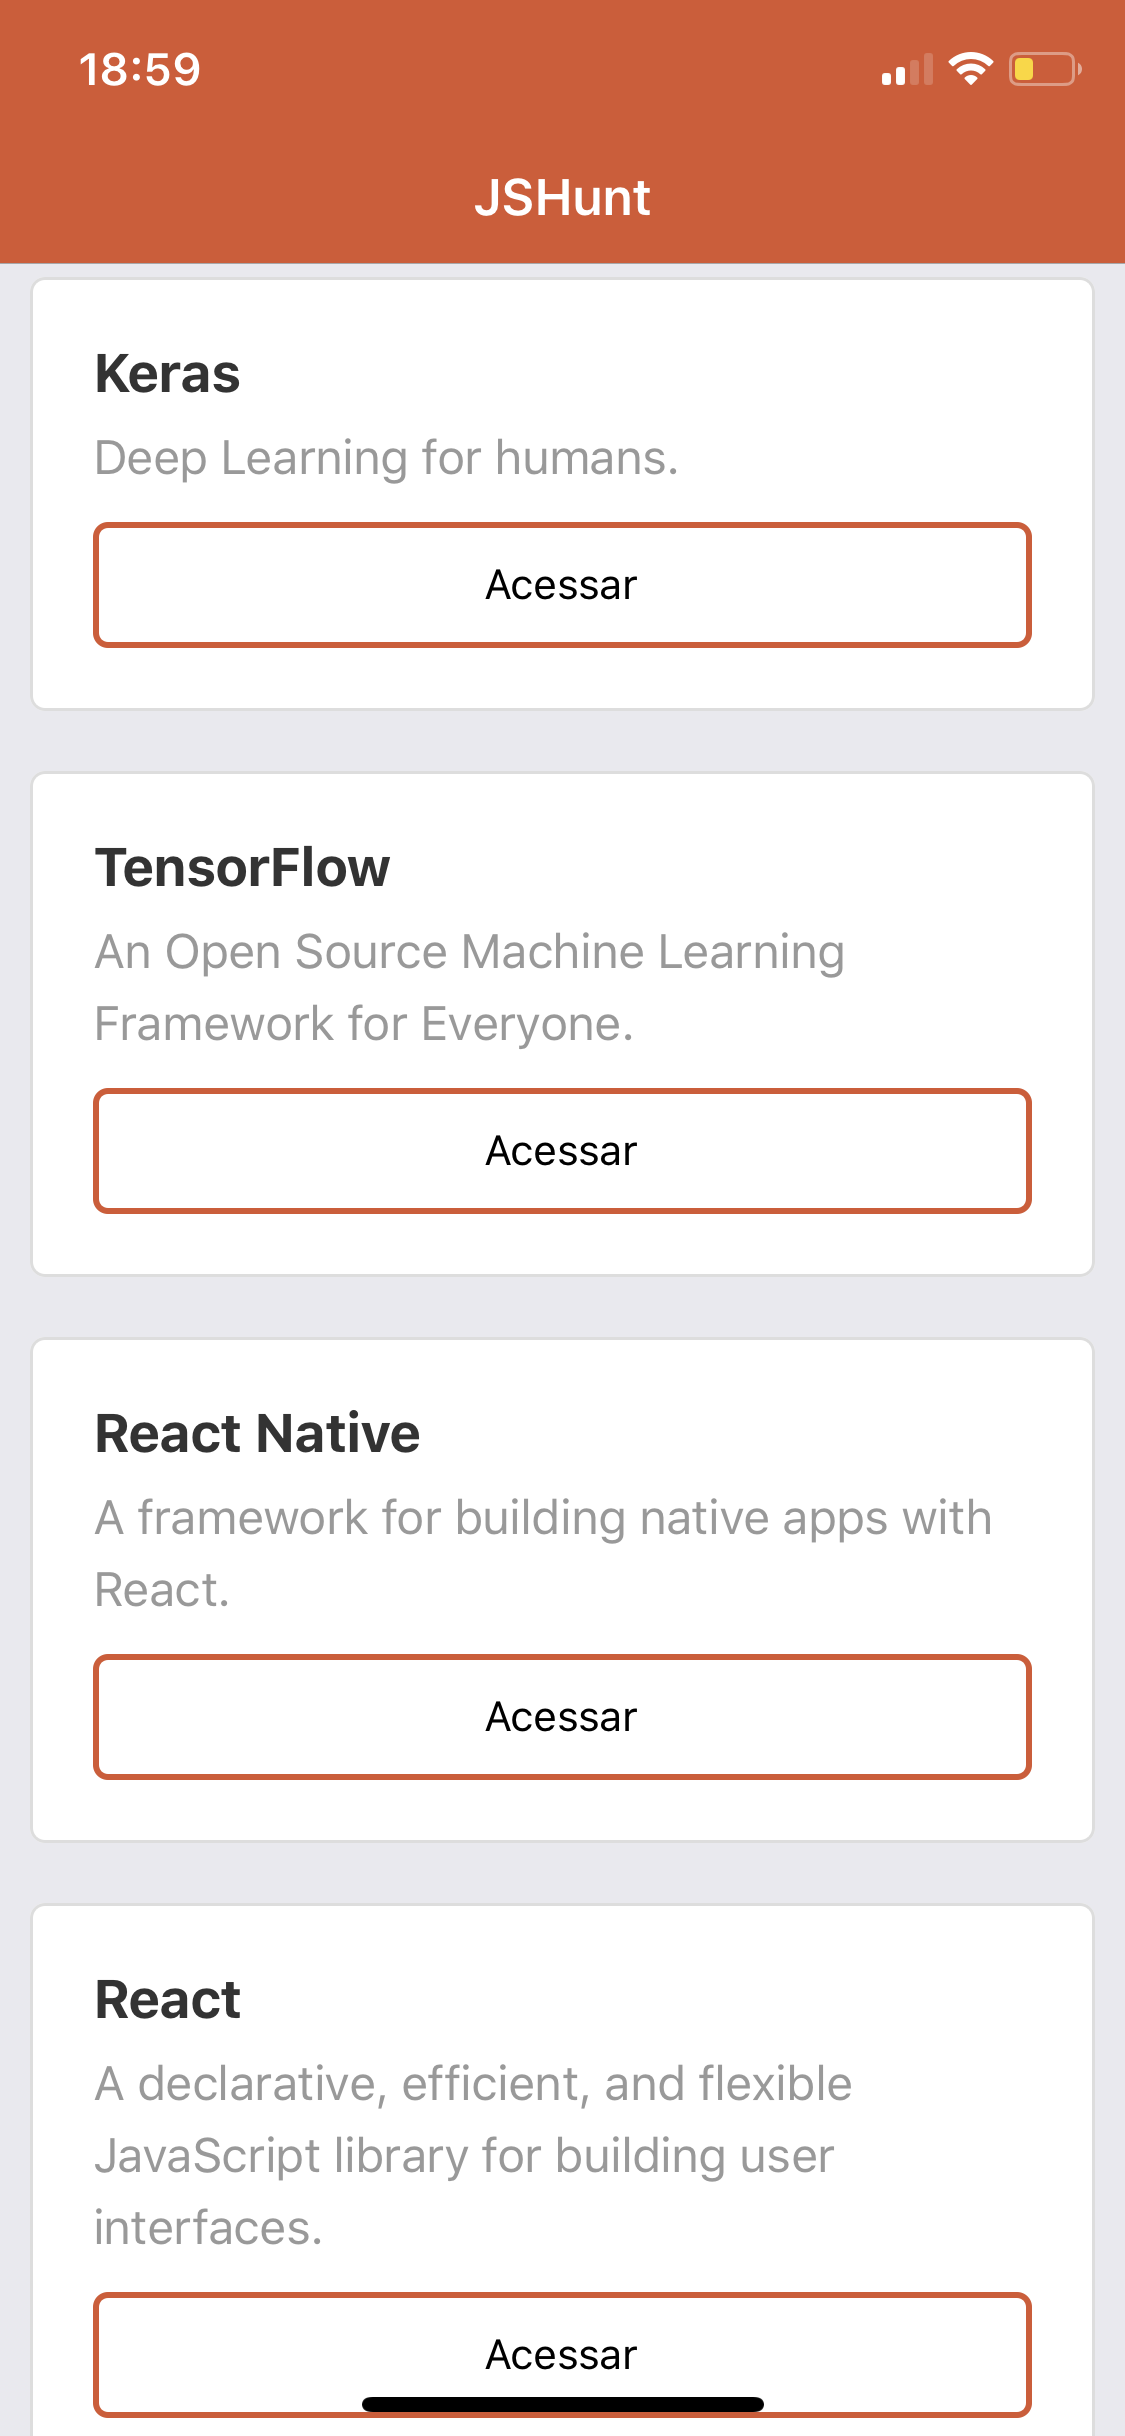 18:59
JSHunt
Keras
Deep Learning for humans.
Acessar
TensorFlow
An Open Source Machine Learning
Framework for Everyone.
Acessar
React Native
A framework for building native apps with
React.
Acessar
React
A declarative, efficient, and flexible
JavaScript library for building user
interfaces.
Acessar